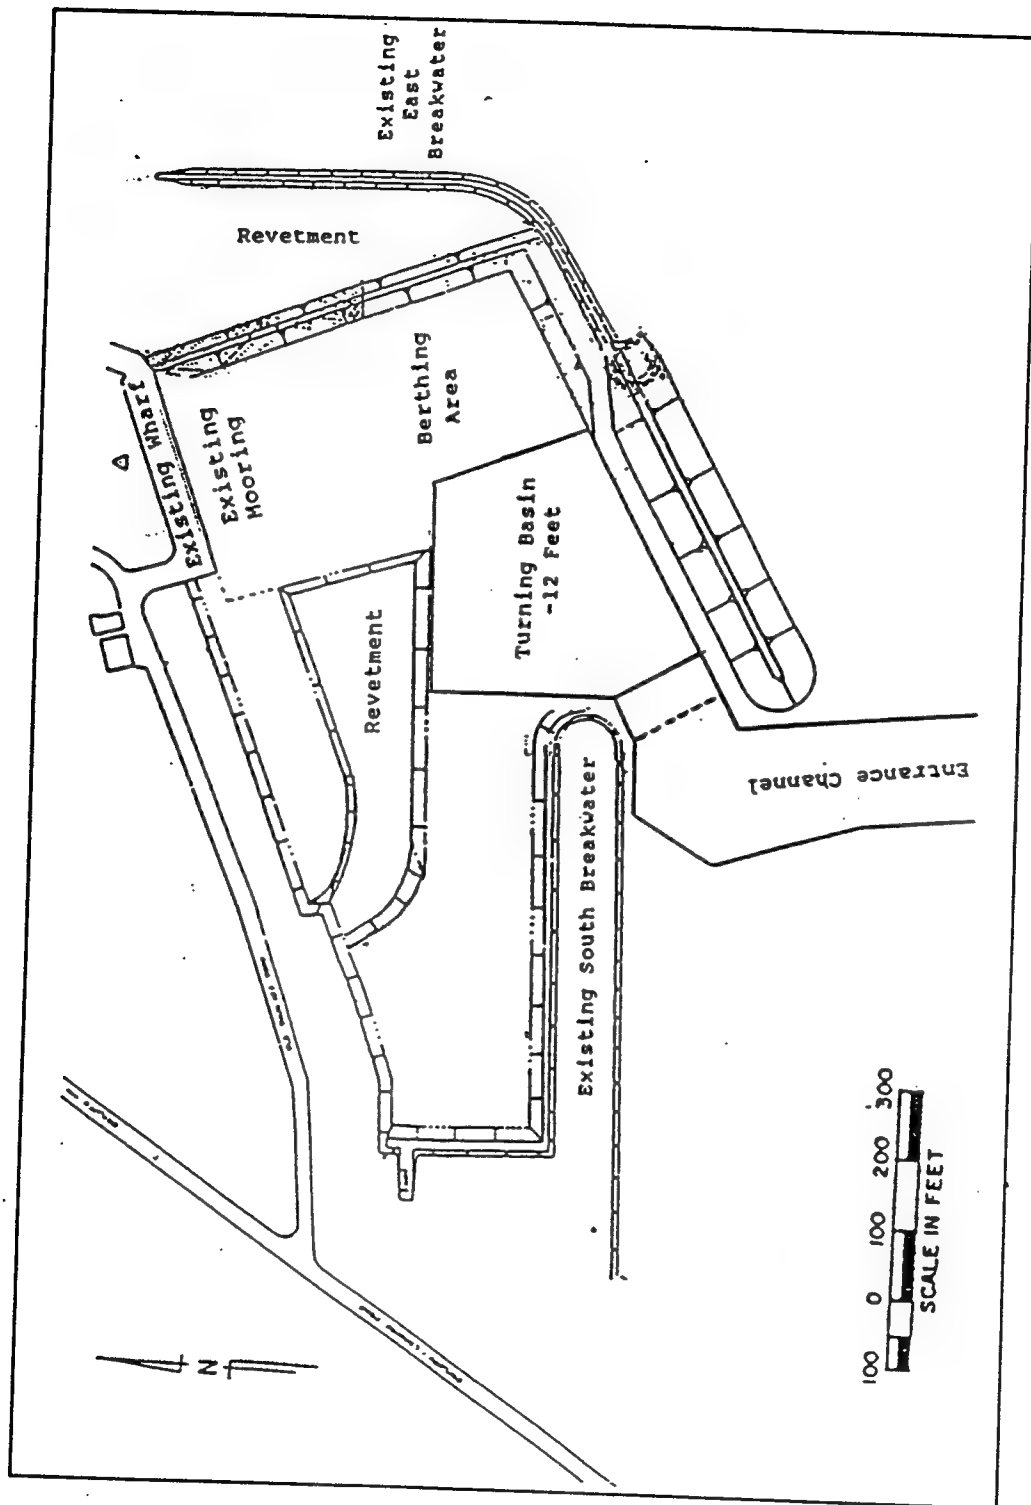 Existing
East
Breakwater
Revetment
Existing Wharf
Existing
Mooring
Berthing
Area
Revetment
Turning Basin
-12 Feet
Existing South Breakwater
Entrance Channel
N
100 0 100 200 300
SCALE IN FEET